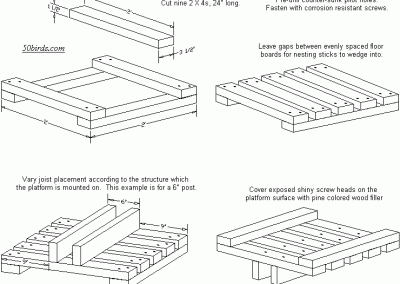 Cut nine 2 X 4s, 24" long.
Pre-drill counter-sink pilot holes.
Fasten with corrosion resistant screws.
2'
50birds.com
1 1/2"
3 1/2"
Leave gaps between evenly spaced floor
boards for nesting sticks to wedge into.
2'
2'
Vary joist placement according to the structure which
the platform is mounted on. This example is for a 6" post.
Cover exposed shiny screw heads on the
platform surface with pine colored wood filler
6"
9"